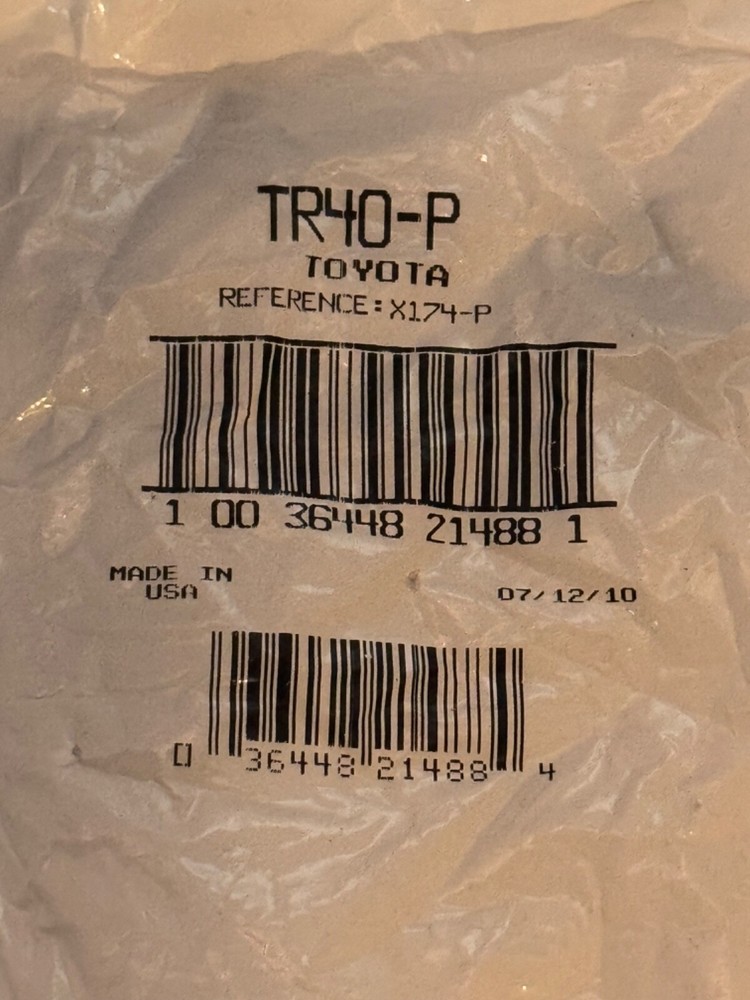 TR40-P
TOYOTA
REFERENCE:X174-P
1 00 36448 21488 1
MADE IN
USA
07/12/10
0 36448 21488 4